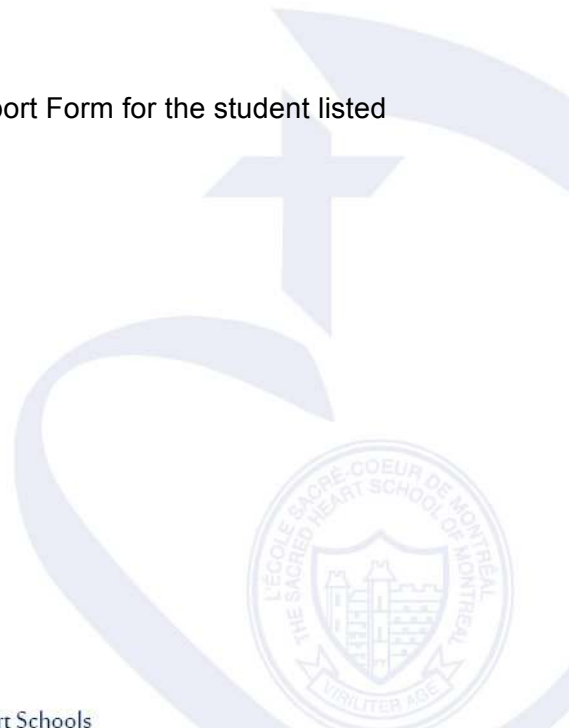 port Form for the student listed
L'ÉCOLE SACRÉ-COEUR DE MONTRÉAL
THE SACRED HEART SCHOOL OF MONTREAL
VIRILITER AGE
rt Schools